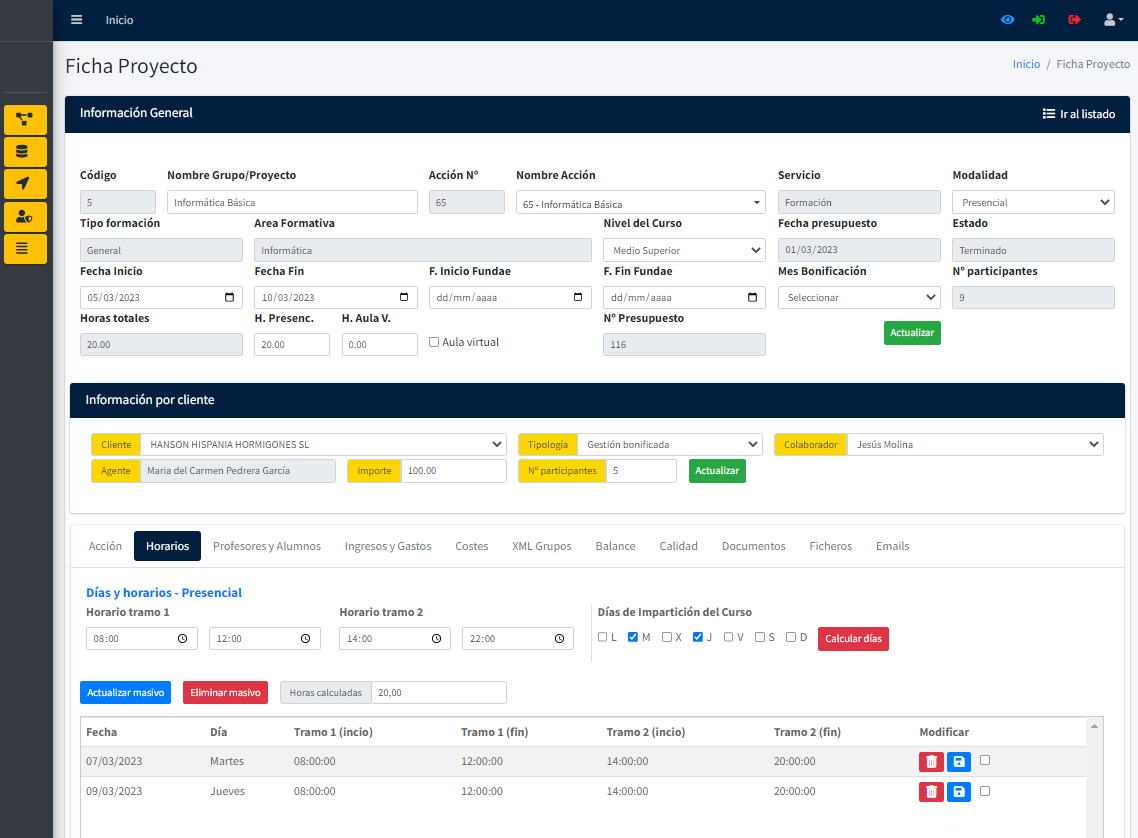 Inicio
Ficha Proyecto
Inicio / Ficha Proyecto
Información General
Ir al listado
Código Nombre Grupo/Proyecto Acción Nº Nombre Acción Servicio Modalidad
5 Informática Básica 65 65 - Informática Básica Formación Presencial
Tipo formación Area Formativa Nivel del Curso Fecha presupuesto Estado
General Informática Medio Superior 01/03/2023 Terminado
Fecha Inicio Fecha Fin F. Inicio Fundae F. Fin Fundae Mes Bonificación Nº participantes
05/03/2023 10/03/2023 dd/mm/aaaa dd/mm/aaaa Seleccionar 9
Horas totales H. Presenc. H. Aula V. Nº Presupuesto
20.00 20.00 0.00 Aula virtual 116 Actualizar
Información por cliente
Cliente HANSON HISPANIA HORMIGONES SL Tipología Gestión bonificada Colaborador Jesús Molina
Agente Maria del Carmen Pedrera García Importe 100.00 Nº participantes 5 Actualizar
Acción Horarios Profesores y Alumnos Ingresos y Gastos Costes XML Grupos Balance Calidad Documentos Ficheros Emails
Días y horarios - Presencial
Horario tramo 1 Horario tramo 2 Días de Impartición del Curso
08:00 12:00 14:00 22:00 L M X J V S D Calcular días
Actualizar masivo Eliminar masivo Horas calculadas 20,00
Fecha Día Tramo 1 (incio) Tramo 1 (fin) Tramo 2 (incio) Tramo 2 (fin) Modificar
07/03/2023 Martes 08:00:00 12:00:00 14:00:00 20:00:00
09/03/2023 Jueves 08:00:00 12:00:00 14:00:00 20:00:00